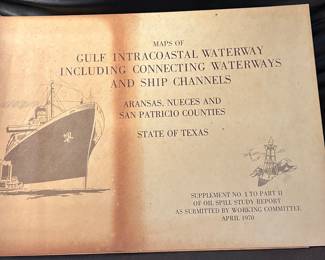 MAPS OF
GULF INTRACOASTAL WATERWAY
INCLUDING CONNECTING WATERWAYS
AND SHIP CHANNELS
ARANSAS, NUECES AND
SAN PATRICIO COUNTIES
STATE OF TEXAS
SUPPLEMENT NO. 1 TO PART II
OF OIL SPILL STUDY REPORT
AS SUBMITTED BY WORKING COMMITTEE
APRIL 1970